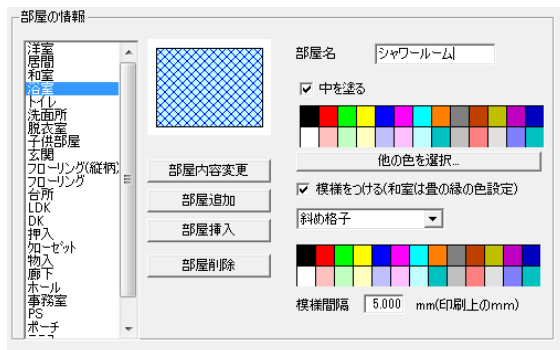 部屋の情報
洋室
居間
和室
浴室
トイレ
洗面所
脱衣室
子供部屋
玄関
フローリング(縦柄)
フローリング
台所
LDK
DK
押入
クローゼット
物入
廊下
ホール
事務室
PS
ポーチ
部屋内容変更
部屋追加
部屋挿入
部屋削除
部屋名 シャワールーム
中を塗る
他の色を選択...
模様をつける(和室は畳の縁の色設定)
斜め格子
模様間隔 5.000 mm(印刷上のmm)